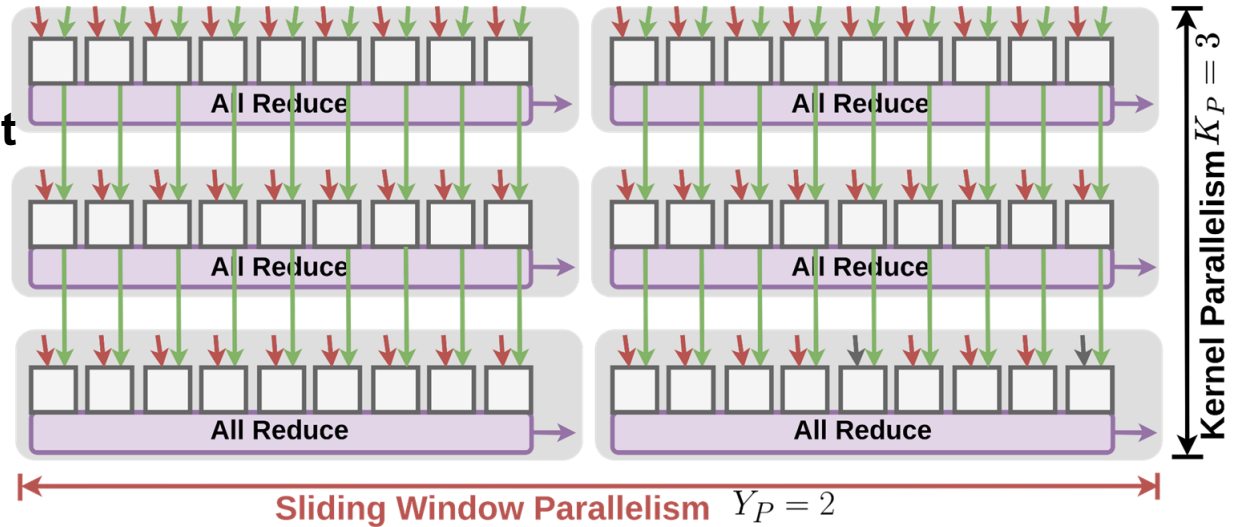 All Reduce
All Reduce
t
All Reduce
All Reduce
All Reduce
All Reduce
Kernel Parallelism K_P = 3
Sliding Window Parallelism Y_P = 2